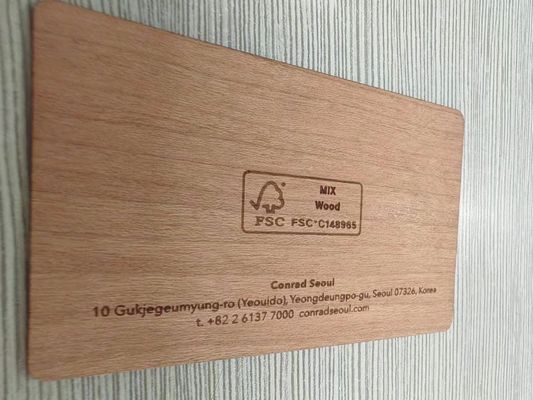 MIX
Wood
FSC FSC® C148965
Conrad Seoul
10 Gukjegeumyung-ro (Yeouido), Yeongdeungpo-gu, Seoul 07326, Korea
t. +82 2 6137 7000 conradseoul.com